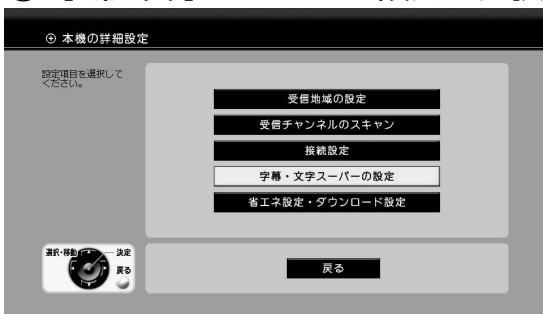 本機の詳細設定
設定項目を選択して
ください。
受信地域の設定
受信チャンネルのスキャン
接続設定
字幕・文字スーパーの設定
省エネ設定・ダウンロード設定
選択・移動
決定
戻る
戻る